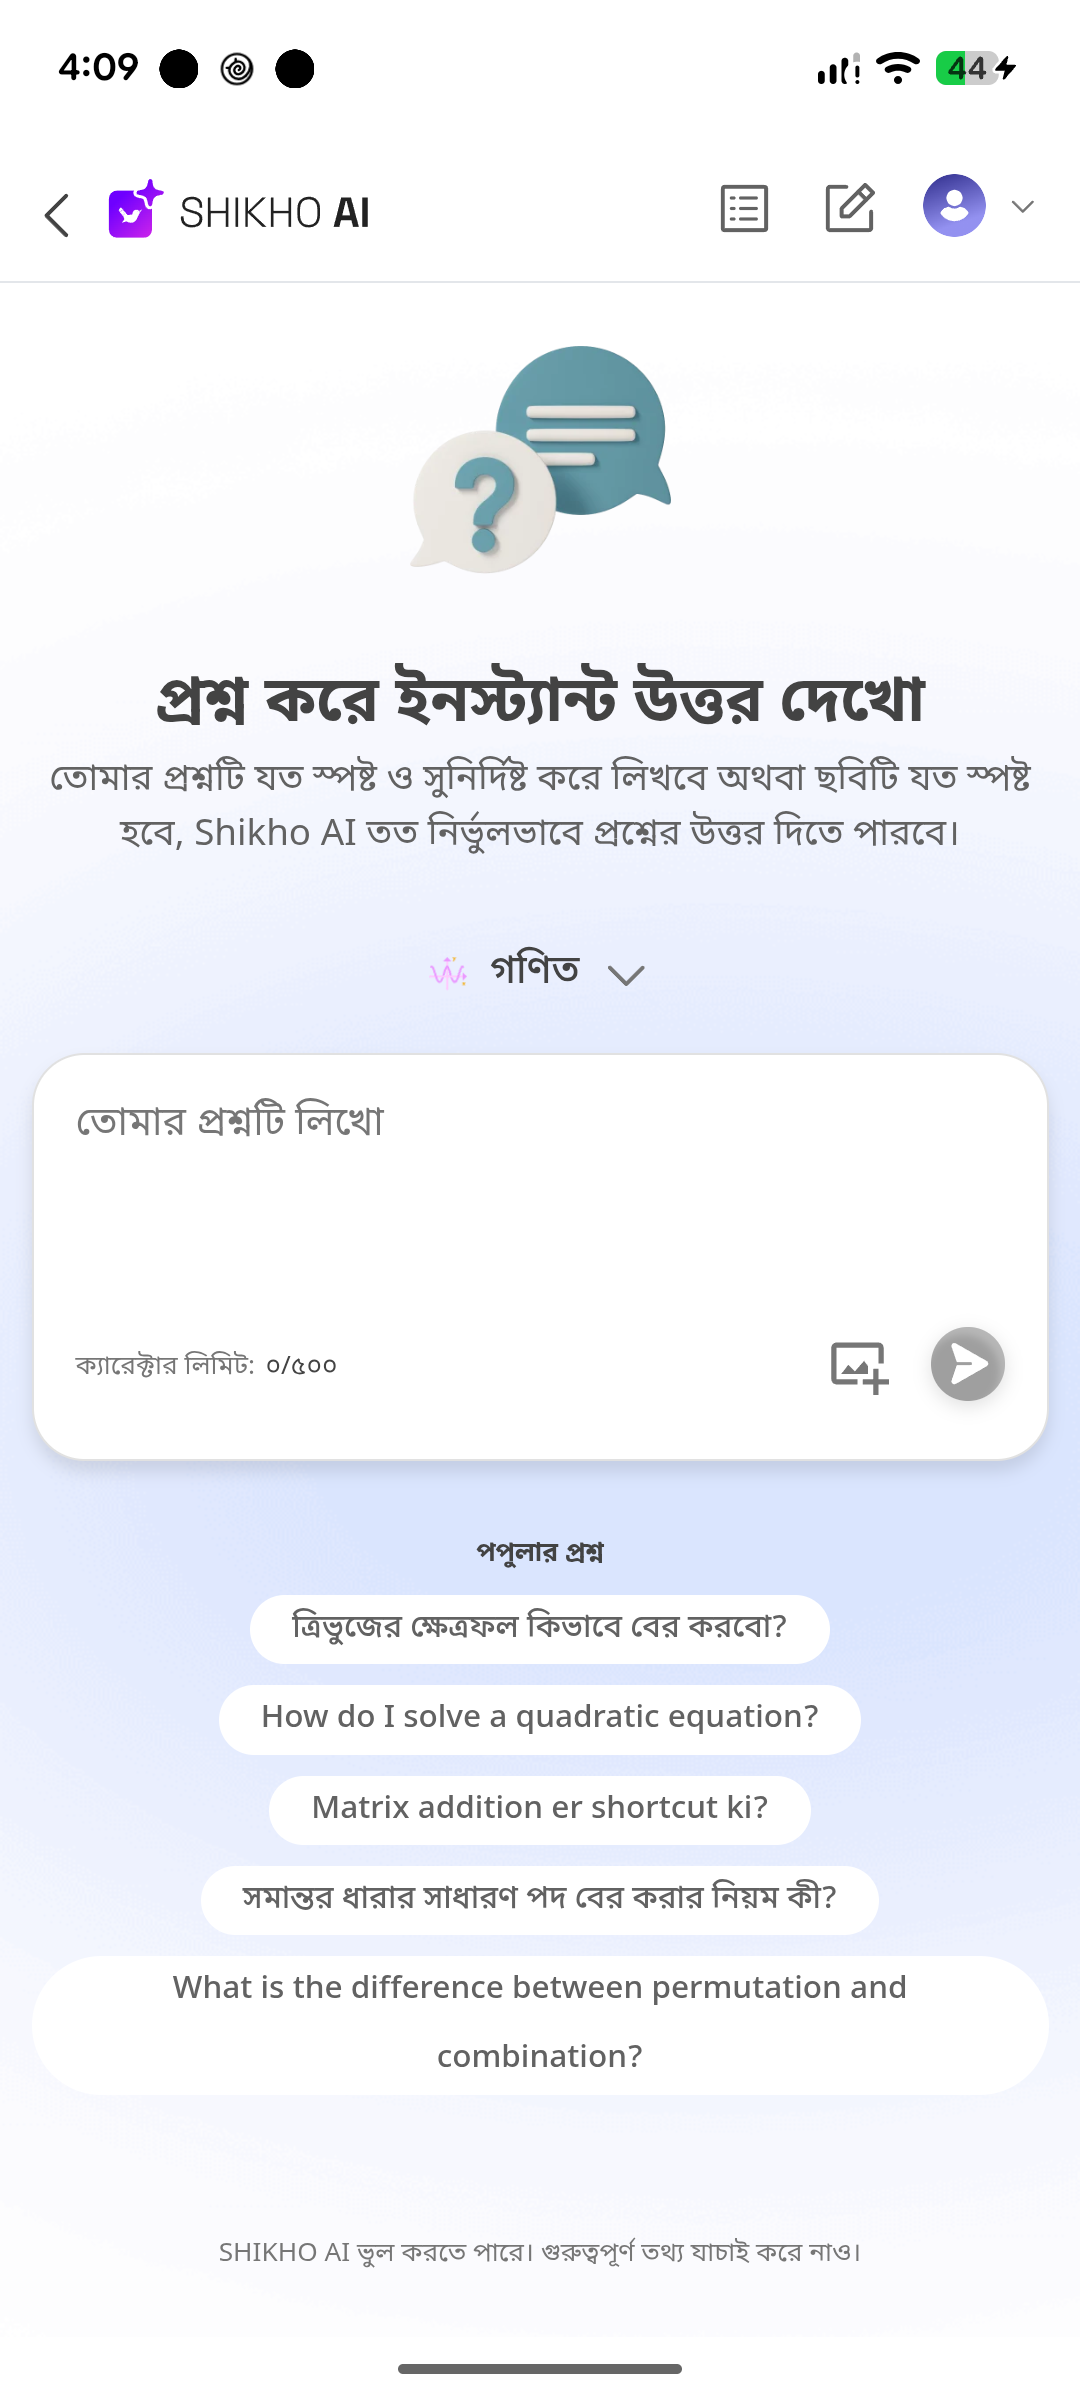 4:09
44
SHIKHO AI
প্রশ্ন করে ইনস্ট্যান্ট উত্তর দেখো
তোমার প্রশ্নটি যত স্পষ্ট ও সুনির্দিষ্ট করে লিখবে অথবা ছবিটি যত স্পষ্ট
হবে, Shikho AI তত নির্ভুলভাবে প্রশ্নের উত্তর দিতে পারবে।
গণিত
তোমার প্রশ্নটি লিখো
ক্যারেক্টার লিমিট: ০/৫০০
পপুলার প্রশ্ন
ত্রিভুজের ক্ষেত্রফল কিভাবে বের করবো?
How do I solve a quadratic equation?
Matrix addition er shortcut ki?
সমান্তর ধারার সাধারণ পদ বের করার নিয়ম কী?
What is the difference between permutation and
combination?
SHIKHO AI ভুল করতে পারে। গুরুত্বপূর্ণ তথ্য যাচাই করে নাও।